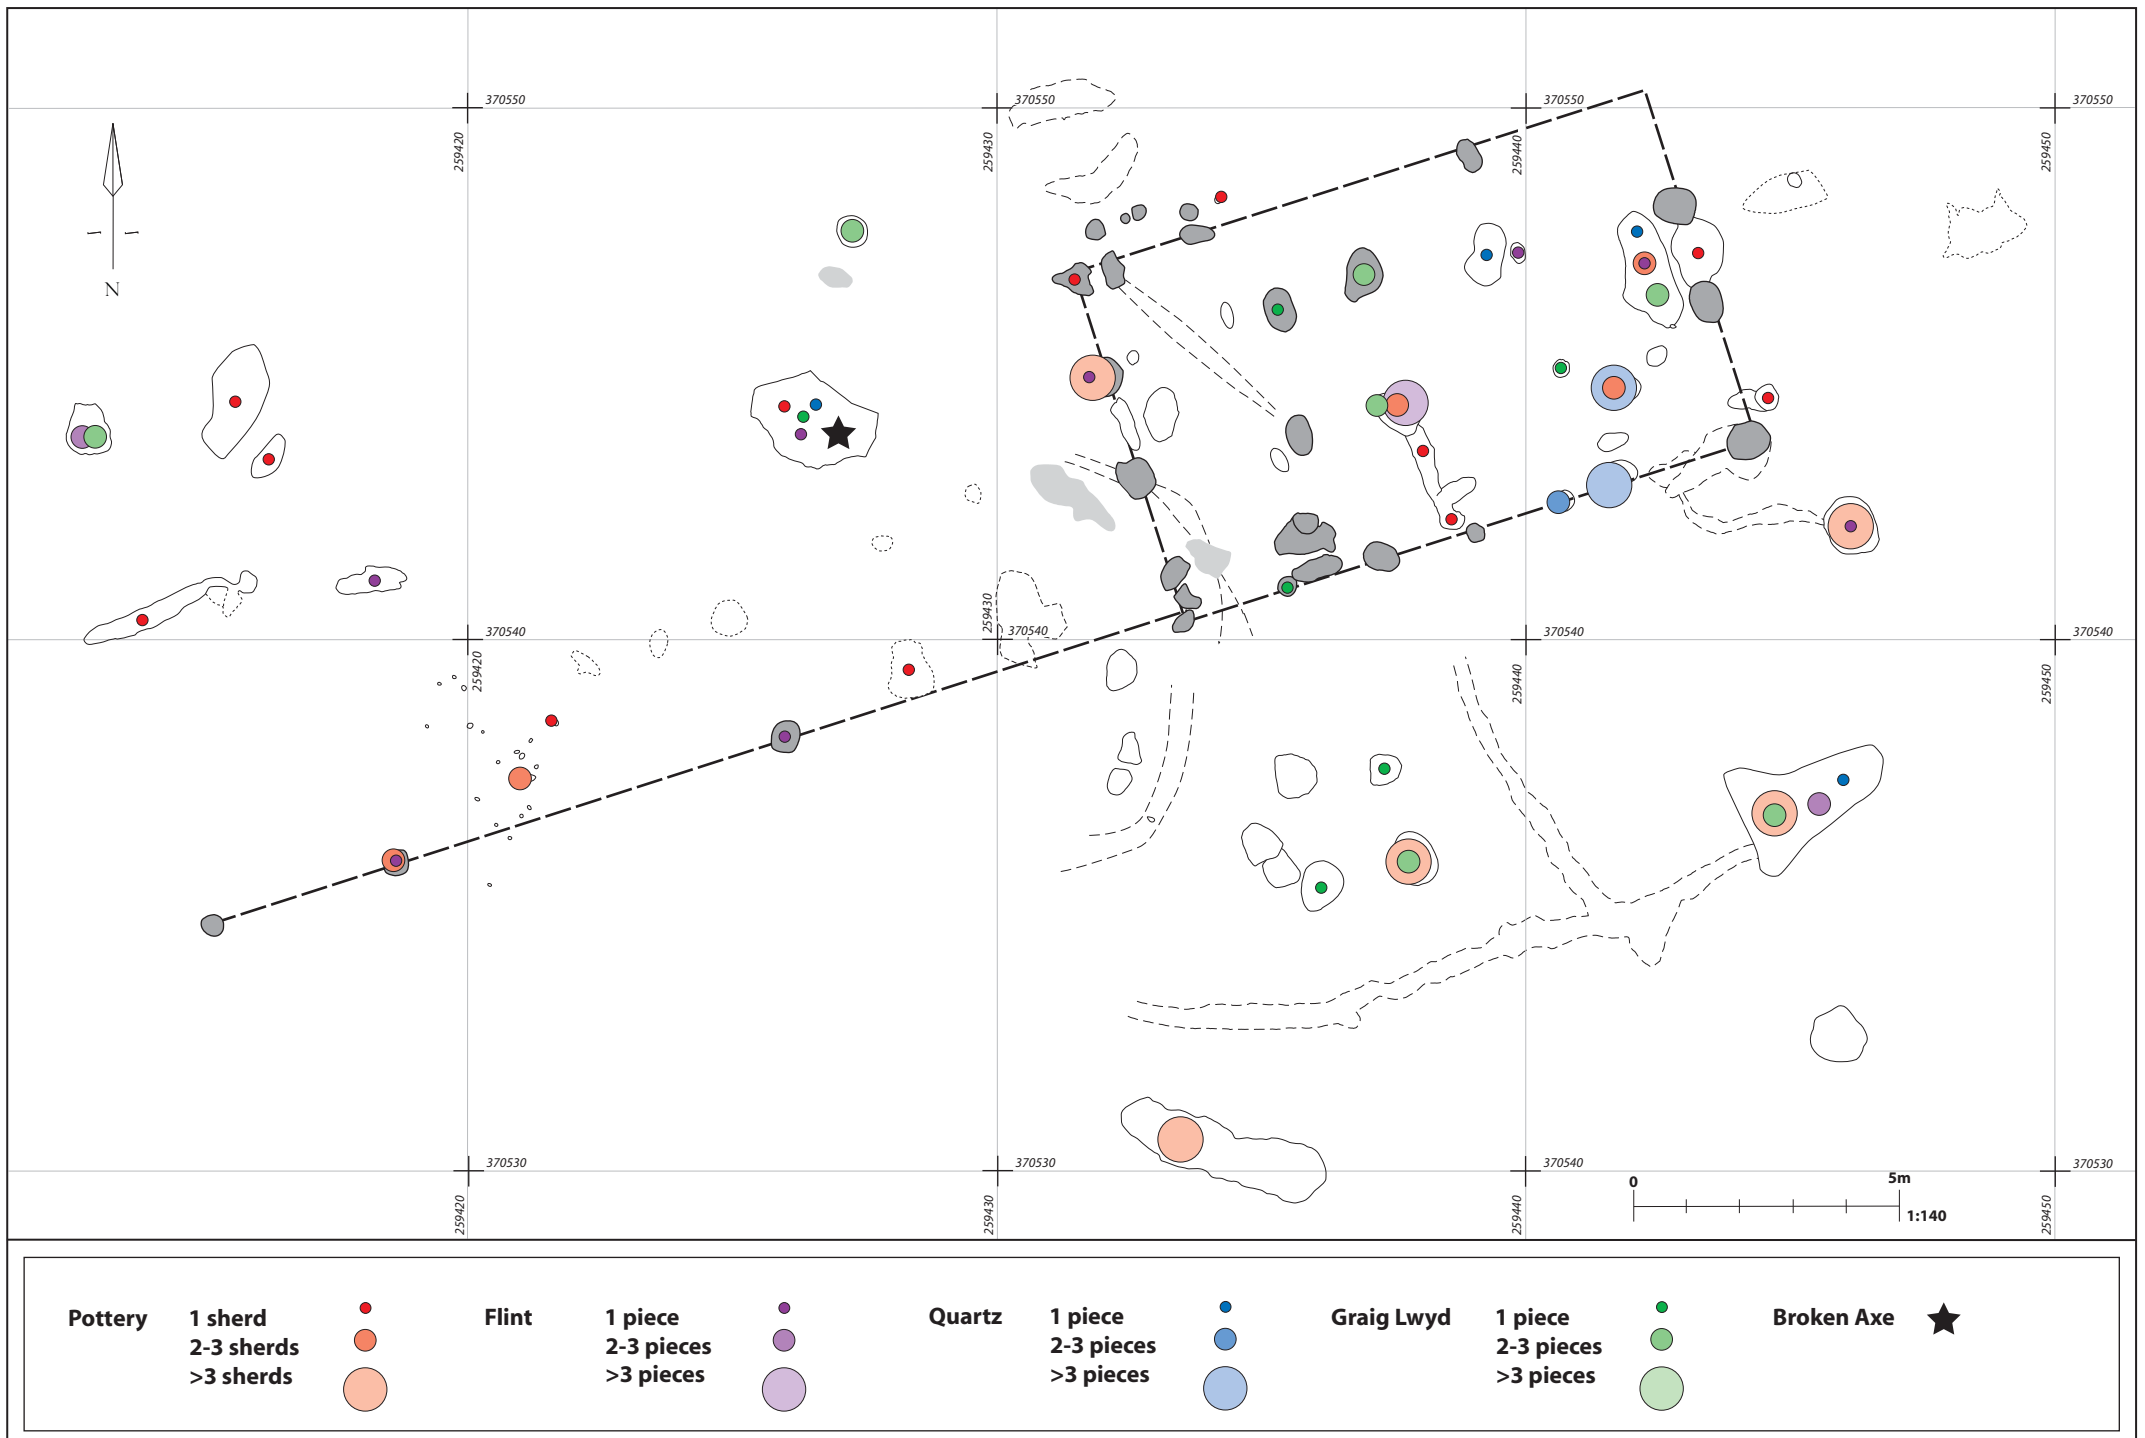 370550
370550
370550
370550
259420
259430
259440
259450
N
370540
370540
370540
370540
259420
259430
259440
259450
370530
370530
370540
370530
259420
259430
259440
259450
0
5m
1:140
Pottery
1 sherd
2-3 sherds
>3 sherds
Flint
1 piece
2-3 pieces
>3 pieces
Quartz
1 piece
2-3 pieces
>3 pieces
Graig Lwyd
1 piece
2-3 pieces
>3 pieces
Broken Axe